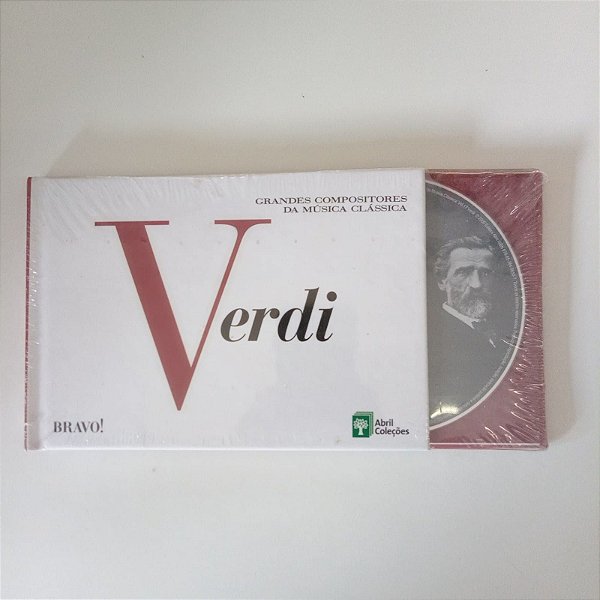 GRANDES COMPOSITORES
DA MÚSICA CLÁSSICA
Verdi
BRAVO!
Abril
Coleções